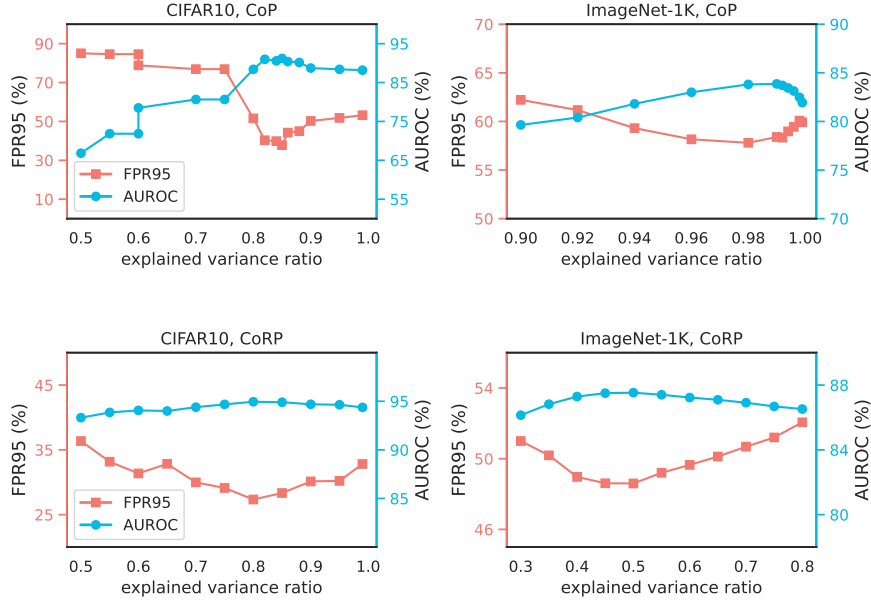 CIFAR10, CoP
90
70
50
30
10
FPR95 (%)
95
85
75
65
55
AUROC (%)
FPR95
AUROC
0.5 0.6 0.7 0.8 0.9 1.0
explained variance ratio
ImageNet-1K, CoP
70
65
60
55
50
FPR95 (%)
90
85
80
75
70
AUROC (%)
0.90 0.92 0.94 0.96 0.98 1.00
explained variance ratio
CIFAR10, CoRP
45
35
25
FPR95 (%)
95
90
85
AUROC (%)
FPR95
AUROC
0.5 0.6 0.7 0.8 0.9 1.0
explained variance ratio
ImageNet-1K, CoRP
54
50
46
FPR95 (%)
88
84
80
AUROC (%)
0.3 0.4 0.5 0.6 0.7 0.8
explained variance ratio